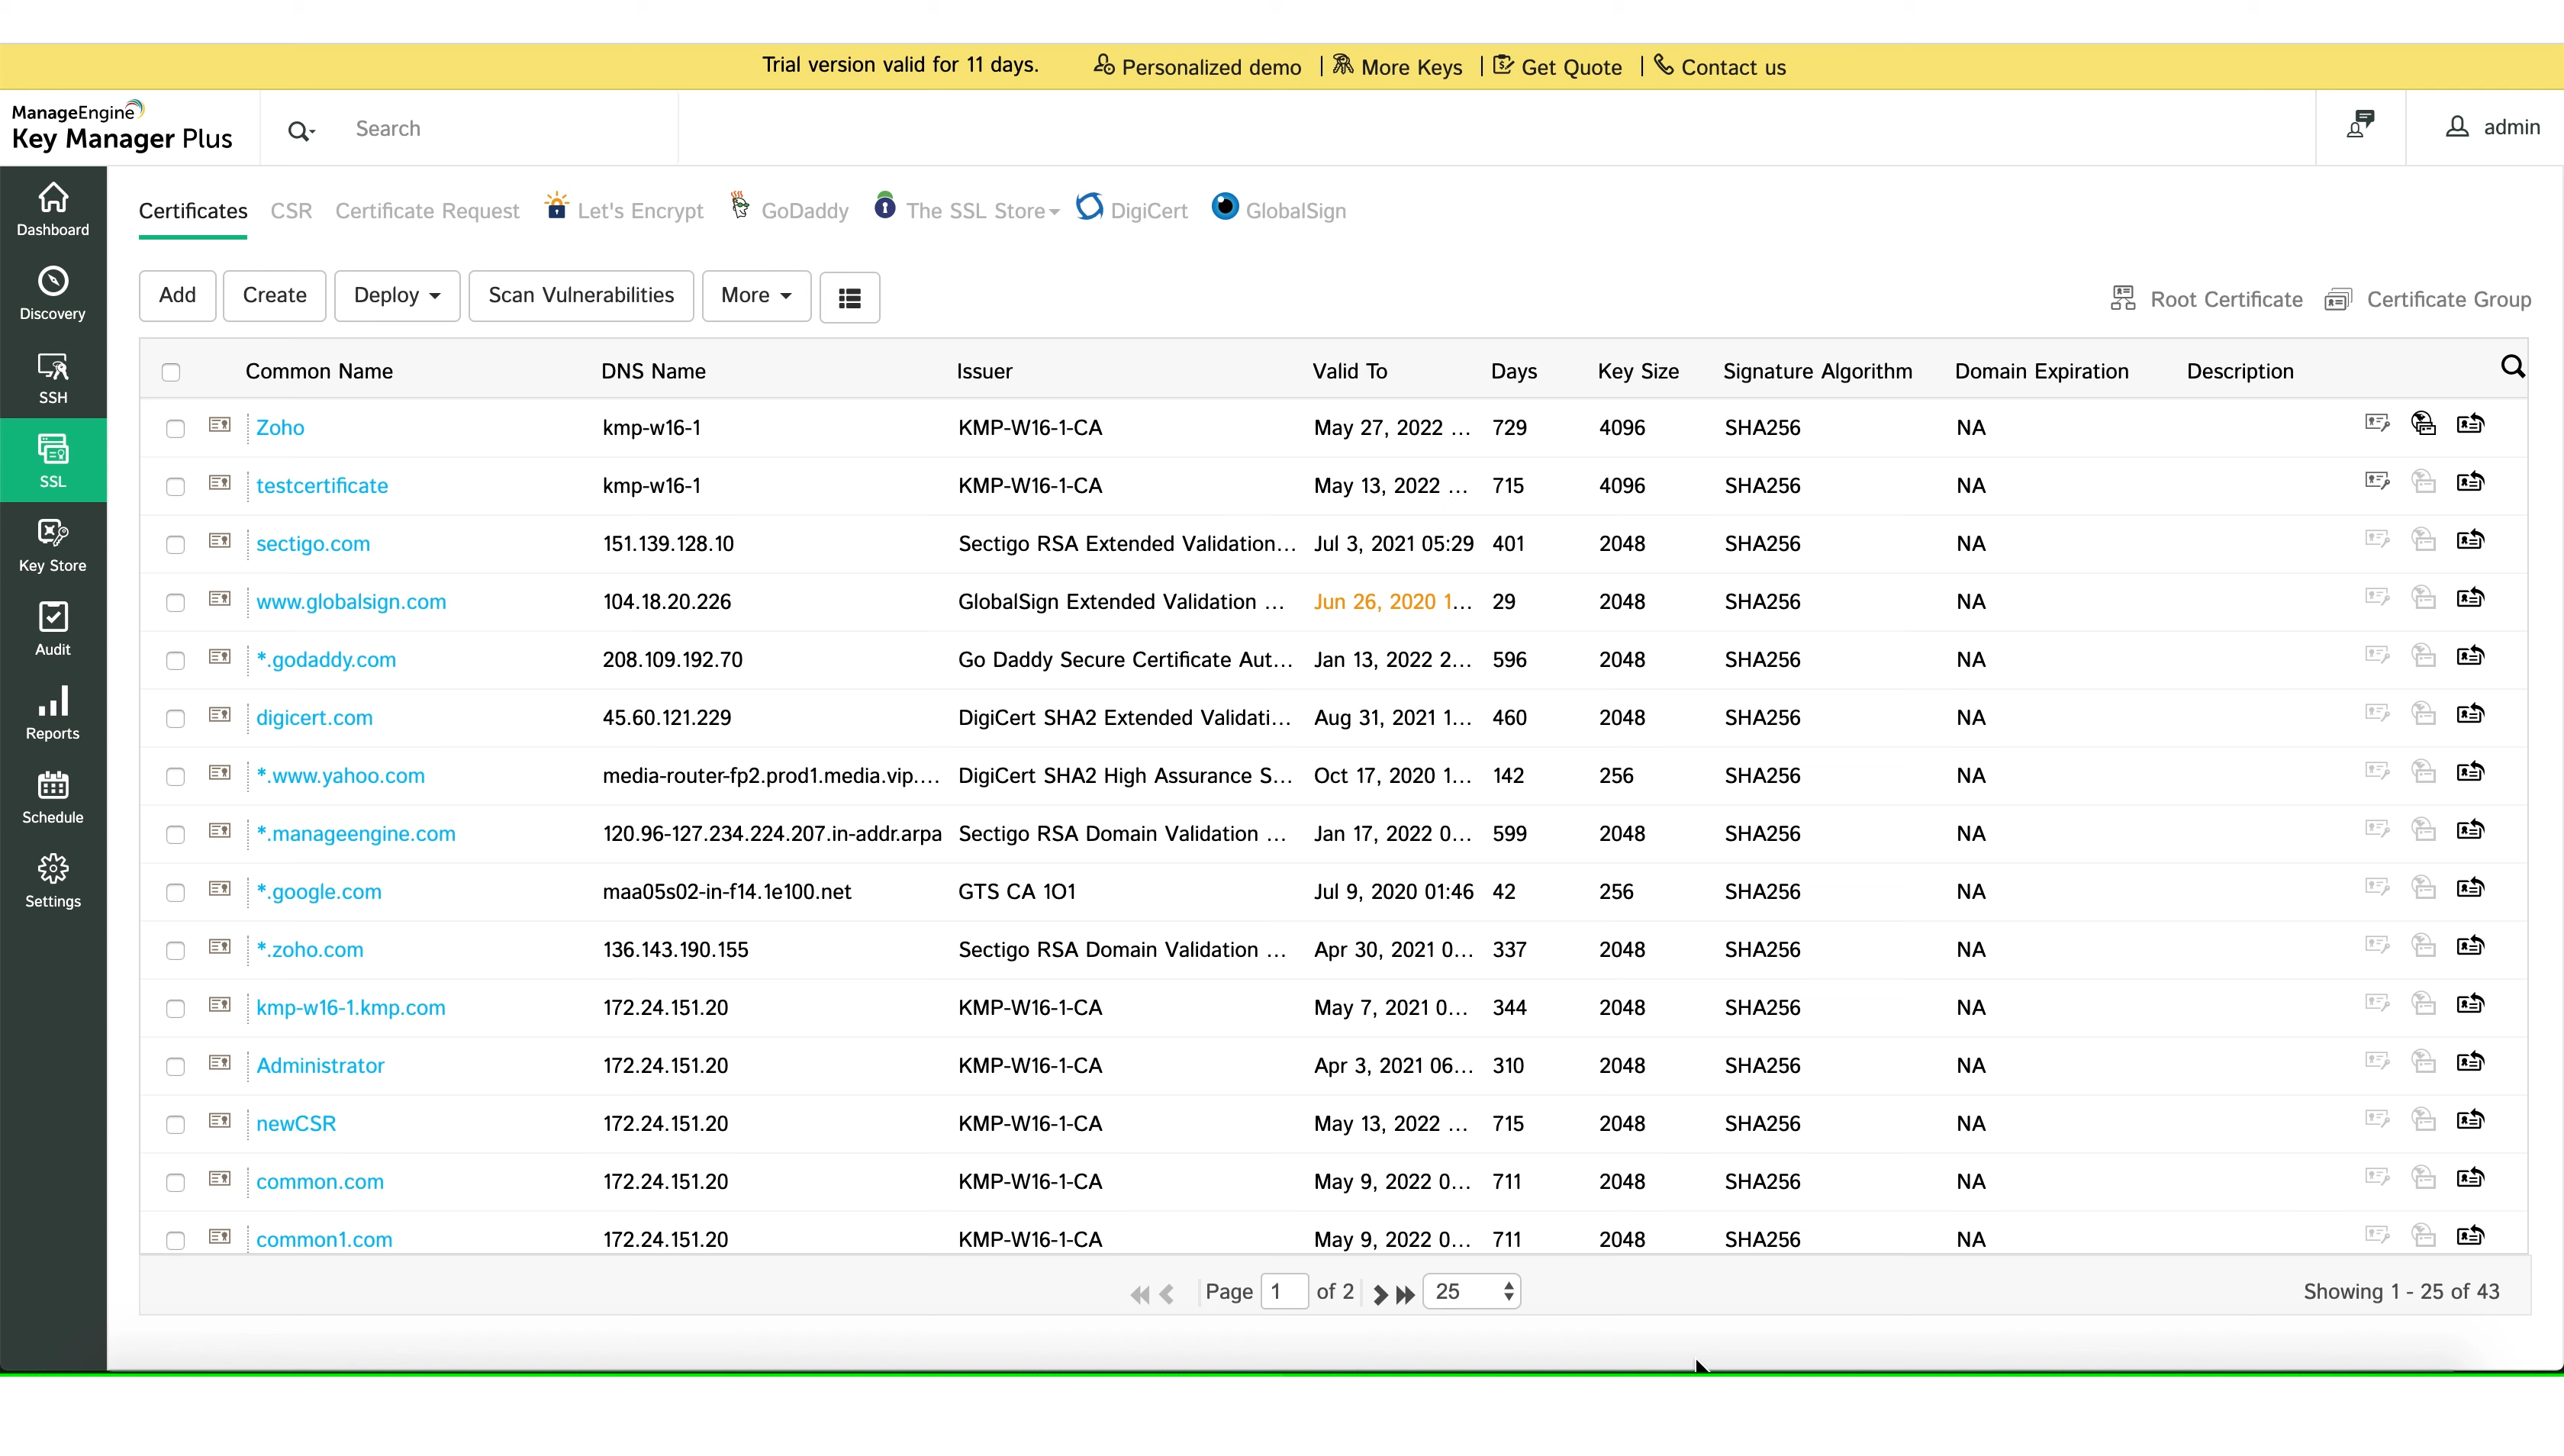 Trial version valid for 11 days. Personalized demo | More Keys | Get Quote | Contact us
ManageEngine
Key Manager Plus
Search
admin
Dashboard
Discovery
SSH
SSL
Key Store
Audit
Reports
Schedule
Settings
Certificates CSR Certificate Request Let's Encrypt GoDaddy The SSL Store DigiCert GlobalSign
Add Create Deploy Scan Vulnerabilities More Root Certificate Certificate Group
Common Name DNS Name Issuer Valid To Days Key Size Signature Algorithm Domain Expiration Description
Zoho kmp-w16-1 KMP-W16-1-CA May 27, 2022 ... 729 4096 SHA256 NA
testcertificate kmp-w16-1 KMP-W16-1-CA May 13, 2022 ... 715 4096 SHA256 NA
sectigo.com 151.139.128.10 Sectigo RSA Extended Validation... Jul 3, 2021 05:29 401 2048 SHA256 NA
www.globalsign.com 104.18.20.226 GlobalSign Extended Validation ... Jun 26, 2020 1... 29 2048 SHA256 NA
*.godaddy.com 208.109.192.70 Go Daddy Secure Certificate Aut... Jan 13, 2022 2... 596 2048 SHA256 NA
digicert.com 45.60.121.229 DigiCert SHA2 Extended Validati... Aug 31, 2021 1... 460 2048 SHA256 NA
*.www.yahoo.com media-router-fp2.prod1.media.vip.... DigiCert SHA2 High Assurance S... Oct 17, 2020 1... 142 256 SHA256 NA
*.manageengine.com 120.96-127.234.224.207.in-addr.arpa Sectigo RSA Domain Validation ... Jan 17, 2022 0... 599 2048 SHA256 NA
*.google.com maa05s02-in-f14.1e100.net GTS CA 1O1 Jul 9, 2020 01:46 42 256 SHA256 NA
*.zoho.com 136.143.190.155 Sectigo RSA Domain Validation ... Apr 30, 2021 0... 337 2048 SHA256 NA
kmp-w16-1.kmp.com 172.24.151.20 KMP-W16-1-CA May 7, 2021 0... 344 2048 SHA256 NA
Administrator 172.24.151.20 KMP-W16-1-CA Apr 3, 2021 06... 310 2048 SHA256 NA
newCSR 172.24.151.20 KMP-W16-1-CA May 13, 2022 ... 715 2048 SHA256 NA
common.com 172.24.151.20 KMP-W16-1-CA May 9, 2022 0... 711 2048 SHA256 NA
common1.com 172.24.151.20 KMP-W16-1-CA May 9, 2022 0... 711 2048 SHA256 NA
Page 1 of 2 25 Showing 1 - 25 of 43